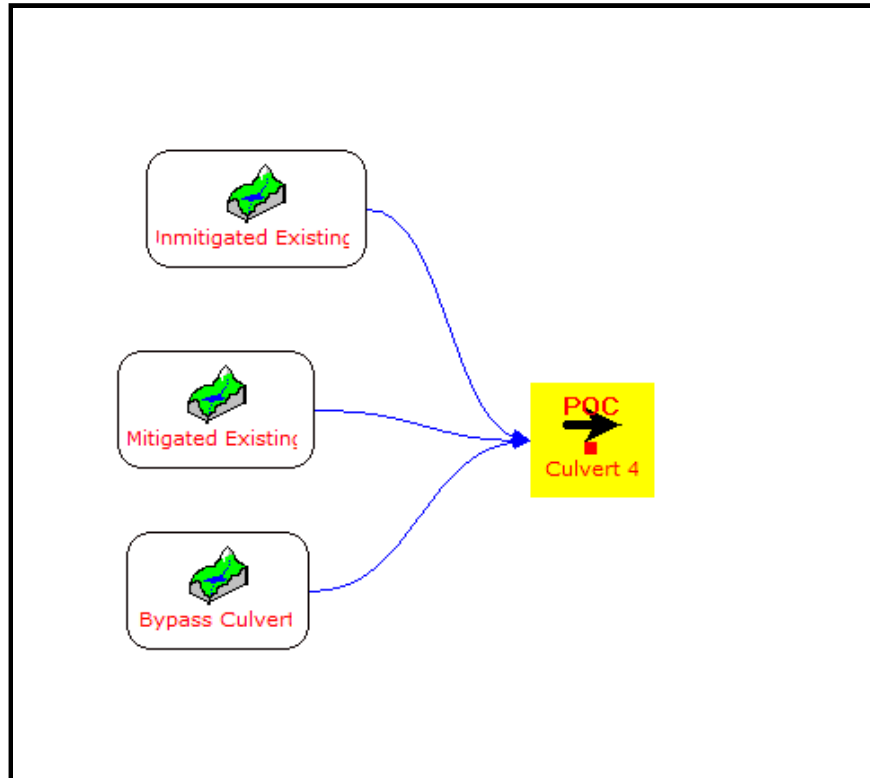 Inmitigated Existing
Mitigated Existing
Bypass Culvert
POC
Culvert 4